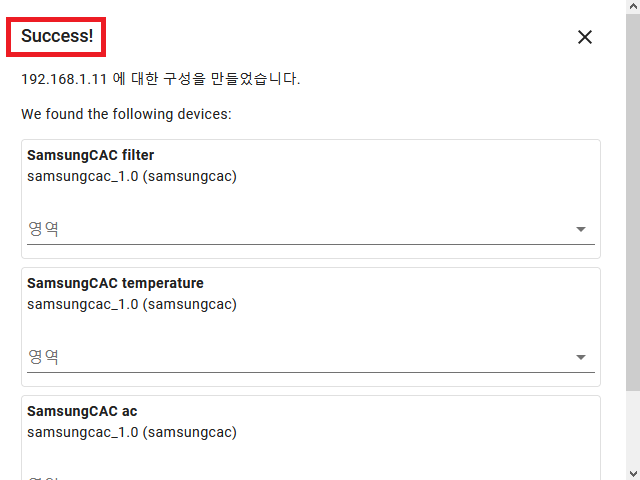 Success!
192.168.1.11 에 대한 구성을 만들었습니다.
We found the following devices:
SamsungCAC filter
samsungcac_1.0 (samsungcac)
영역
SamsungCAC temperature
samsungcac_1.0 (samsungcac)
영역
SamsungCAC ac
samsungcac_1.0 (samsungcac)